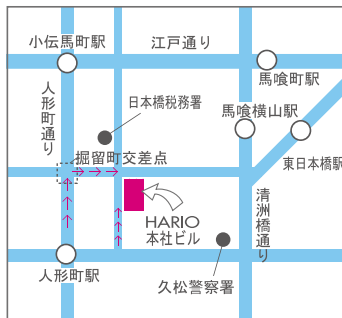 小伝馬町駅
江戸通り
馬喰町駅
人形町通り
日本橋税務署
馬喰横山駅
堀留町交差点
東日本橋駅
HARIO
本社ビル
清洲橋通り
人形町駅
久松警察署